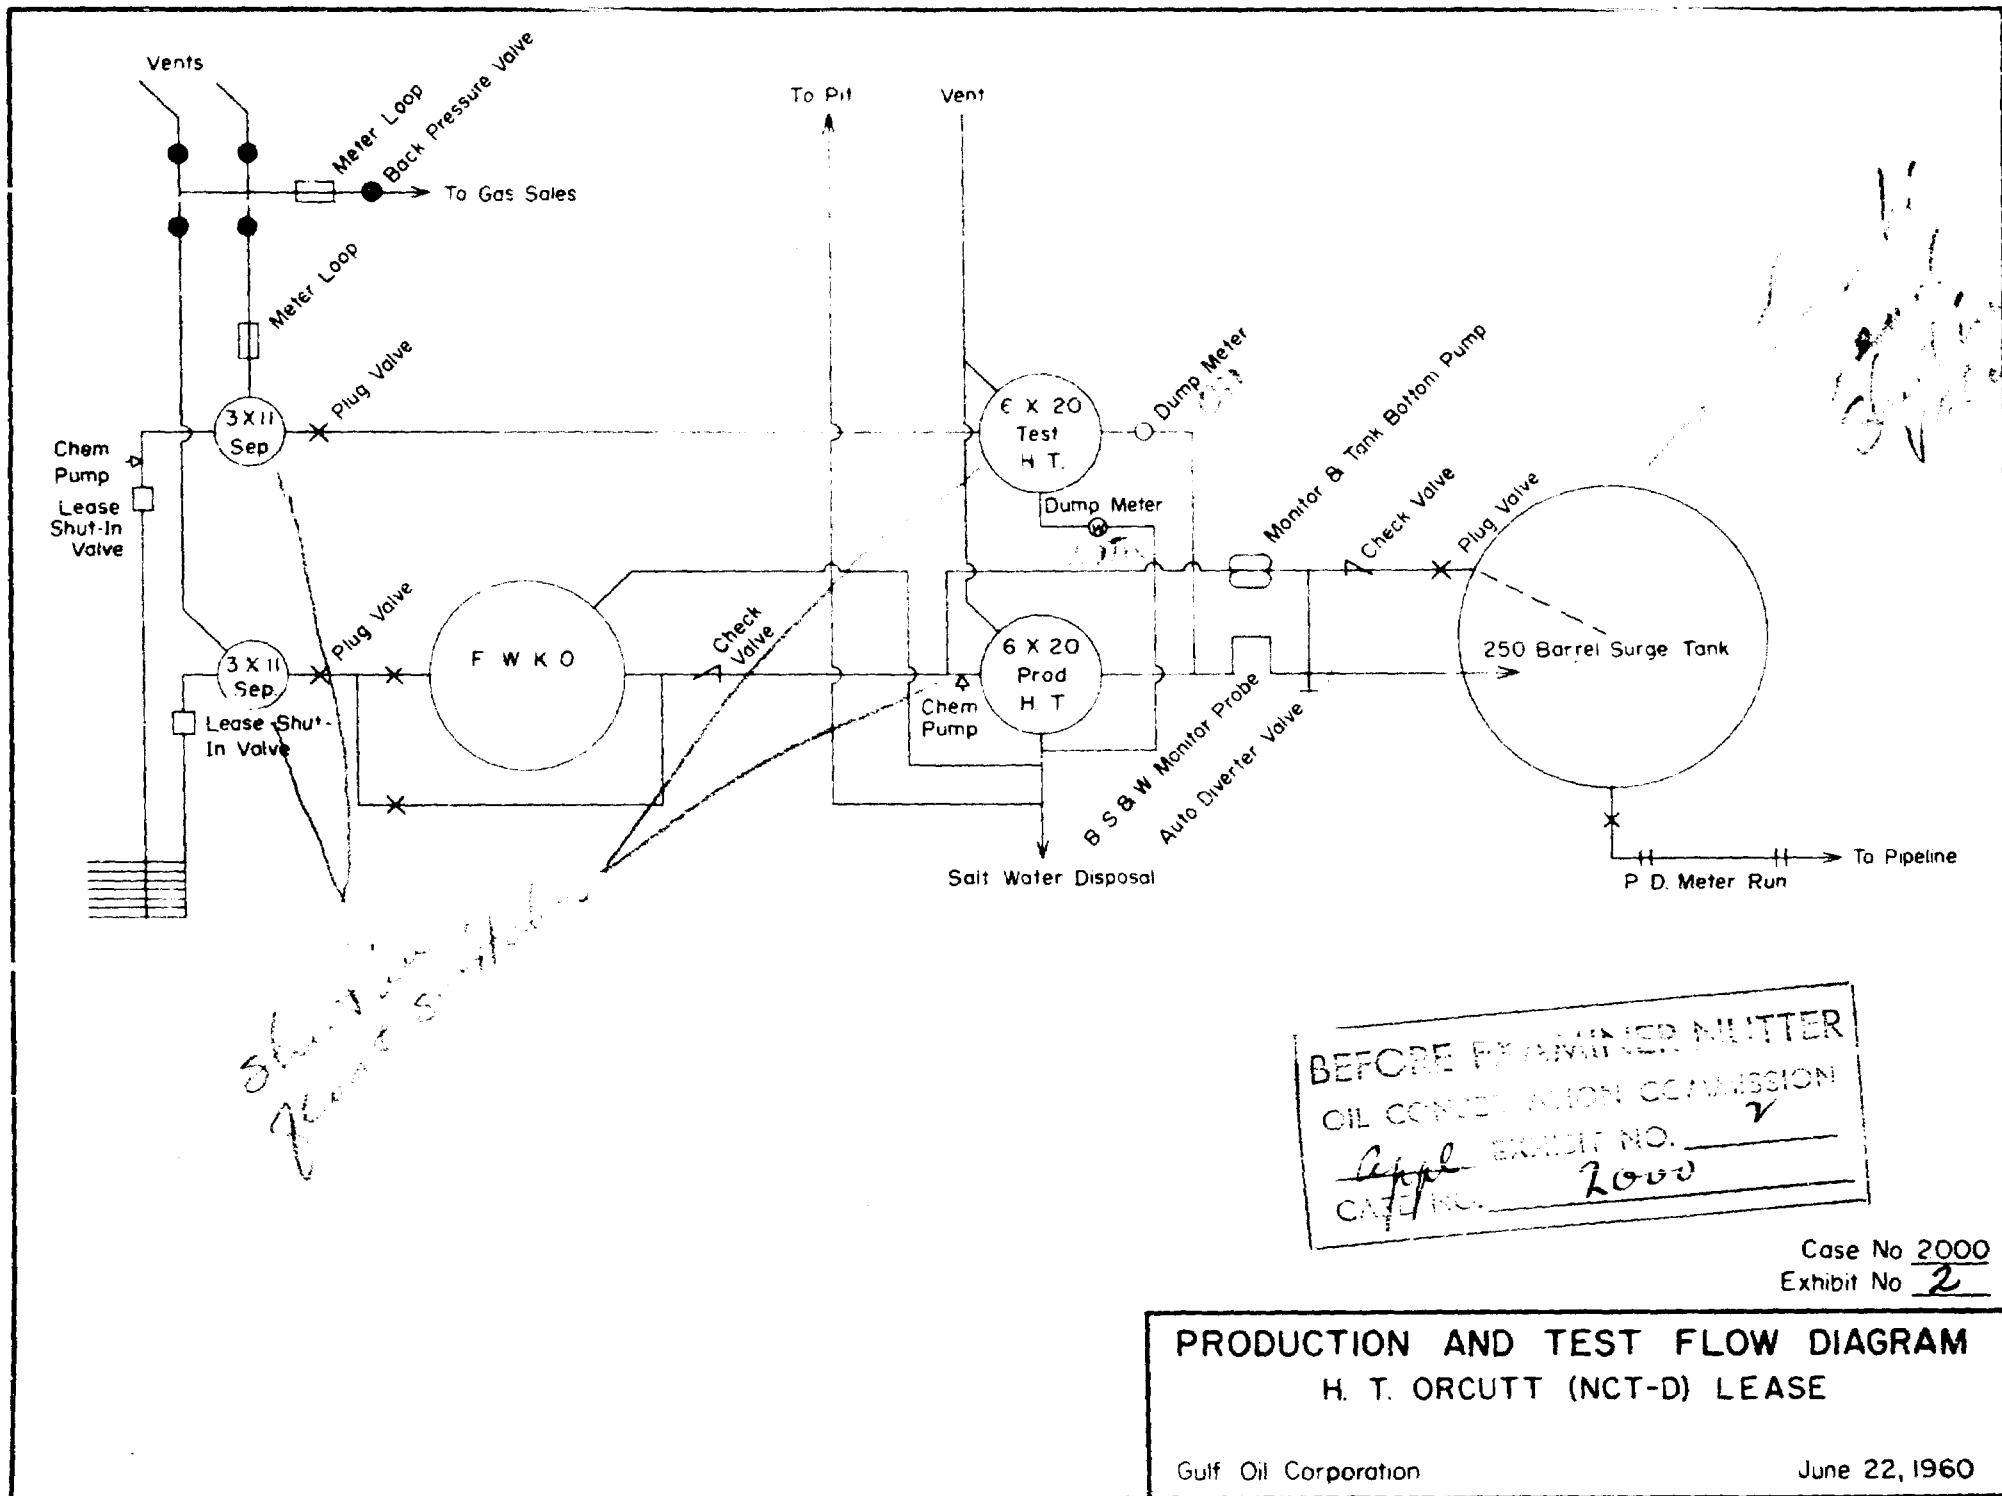 Vents
Meter Loop
Back Pressure Valve
To Pit
Vent
To Gas Sales
Meter Loop
Plug Valve
3 X 11
Sep
Chem
Pump
Lease
Shut-In
Valve
6 X 20
Test
H T.
Dump Meter
Dump Meter
Monitor & Tank Bottom Pump
Check Valve
Plug Valve
Plug Valve
3 X 11
Sep.
F W K O
Check
Valve
6 X 20
Prod
H. T
Chem
Pump
250 Barrel Surge Tank
Lease Shut-
In Valve
B S & W Monitor Probe
Auto Diverter Valve
Salt Water Disposal
To Pipeline
P. D. Meter Run
BEFORE EXAMINER NUTTER
OIL CONSERVATION COMMISSION
Appl EXHIBIT NO. 2
CASE NO. 2000
Case No 2000
Exhibit No 2
PRODUCTION AND TEST FLOW DIAGRAM
H. T. ORCUTT (NCT-D) LEASE
Gulf Oil Corporation
June 22, 1960